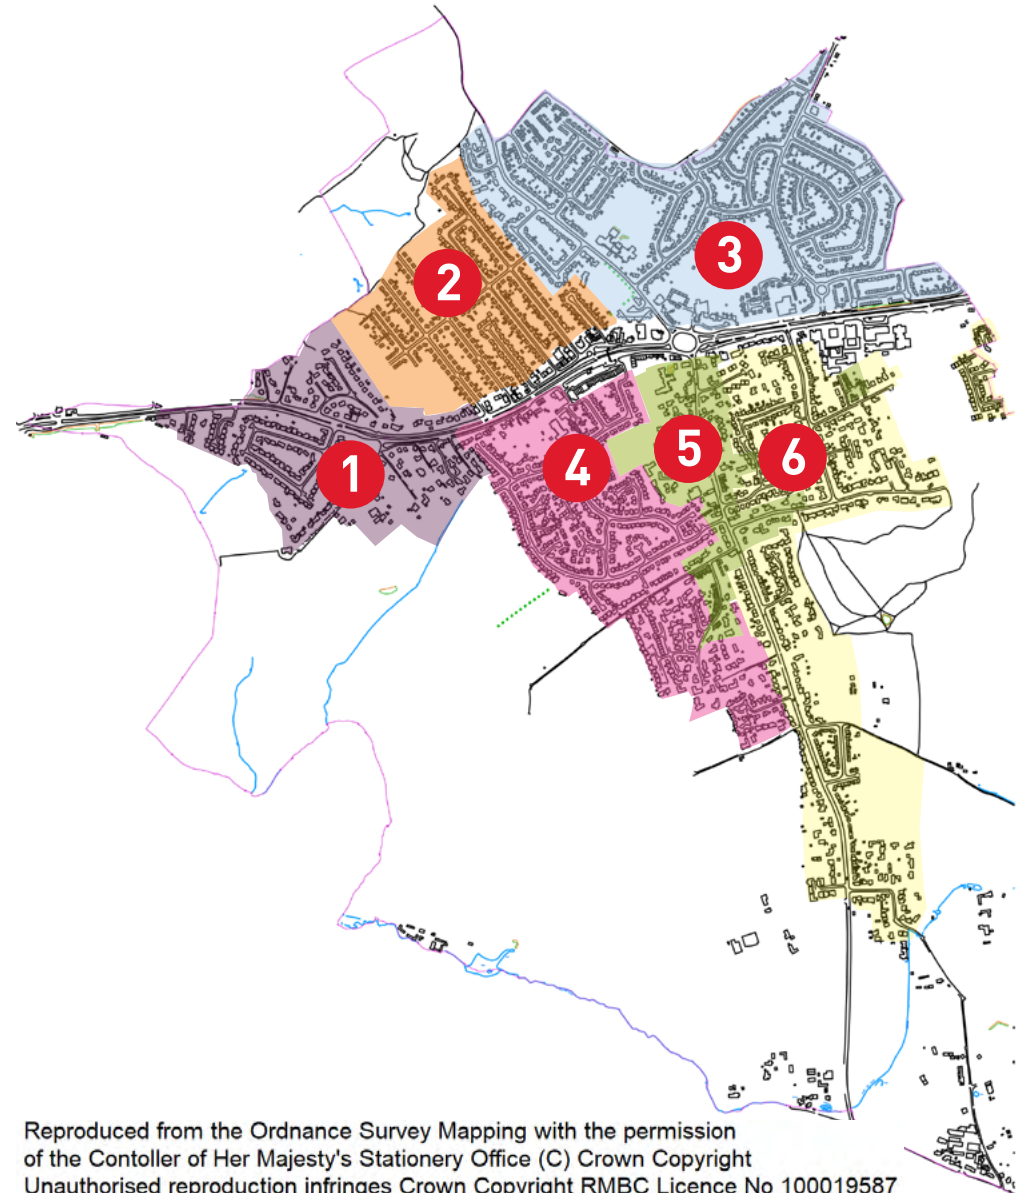 2
3
1
4
5
6
Reproduced from the Ordnance Survey Mapping with the permission
of the Contoller of Her Majesty's Stationery Office (C) Crown Copyright
Unauthorised reproduction infringes Crown Copyright RMBC Licence No 100019587